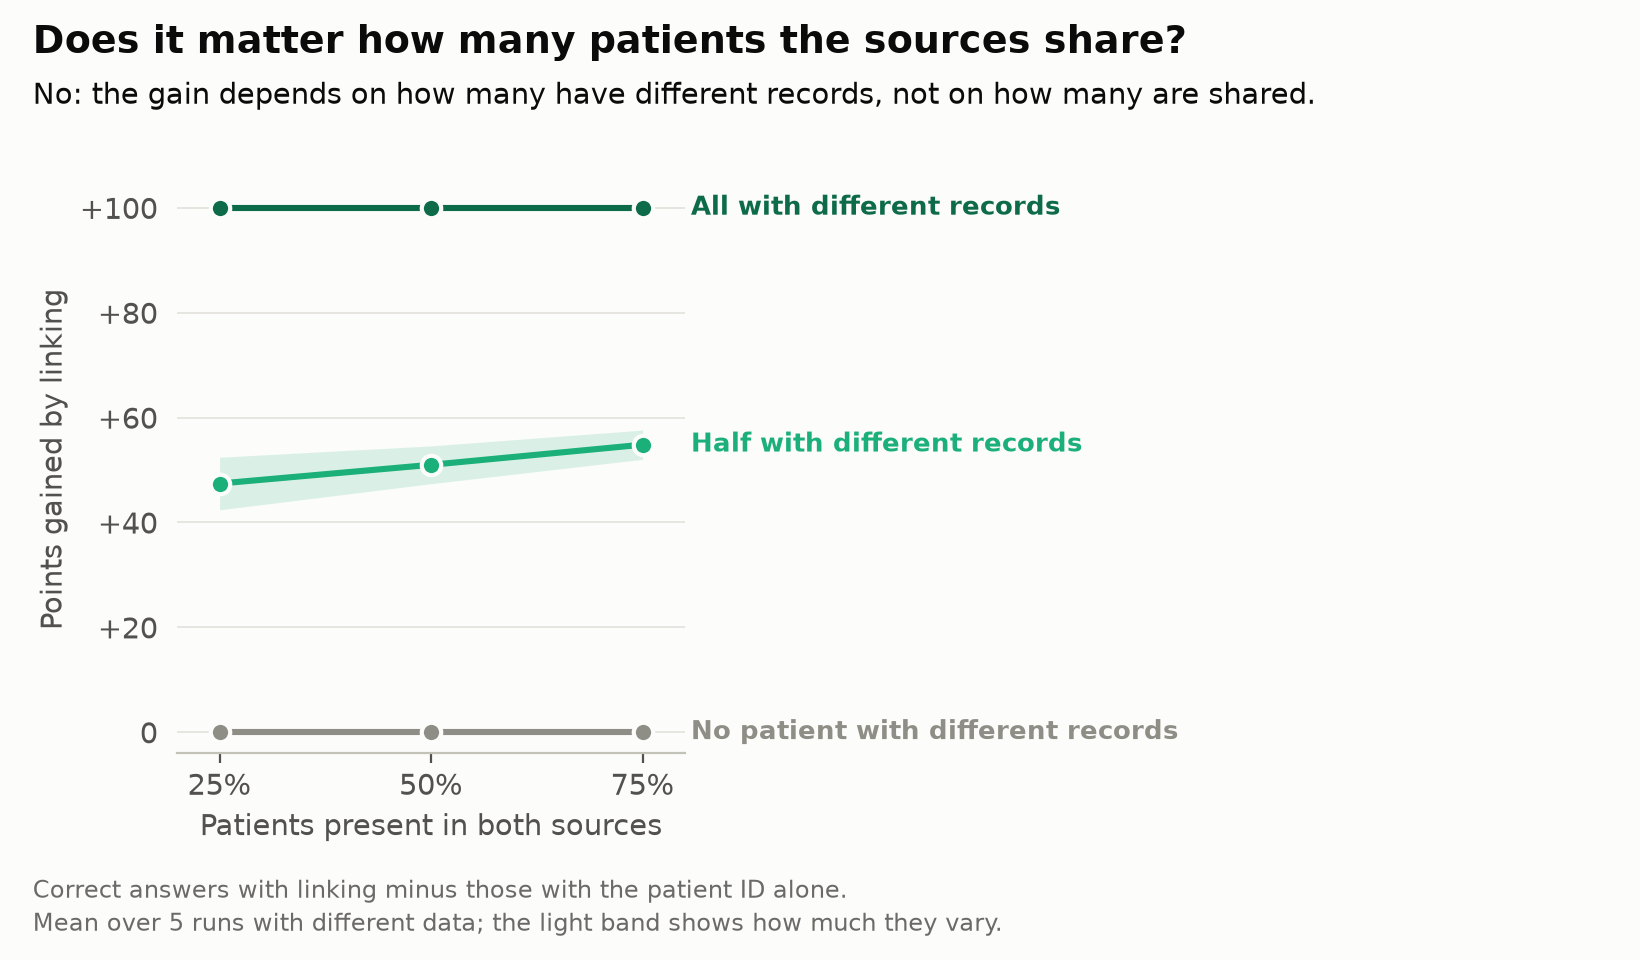 Does it matter how many patients the sources share?
No: the gain depends on how many have different records, not on how many are shared.
+100
All with different records
+80
Points gained by linking
+60
Half with different records
+40
+20
0
No patient with different records
25% 50% 75%
Patients present in both sources
Correct answers with linking minus those with the patient ID alone.
Mean over 5 runs with different data; the light band shows how much they vary.